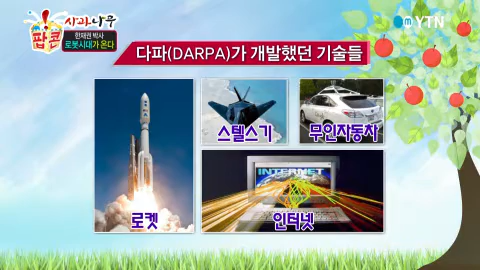 사과나무
팝콘
한재권 박사
로봇시대가 온다
YTN
다파(DARPA)가 개발했던 기술들
스텔스기
무인자동차
INTERNET
로켓
인터넷